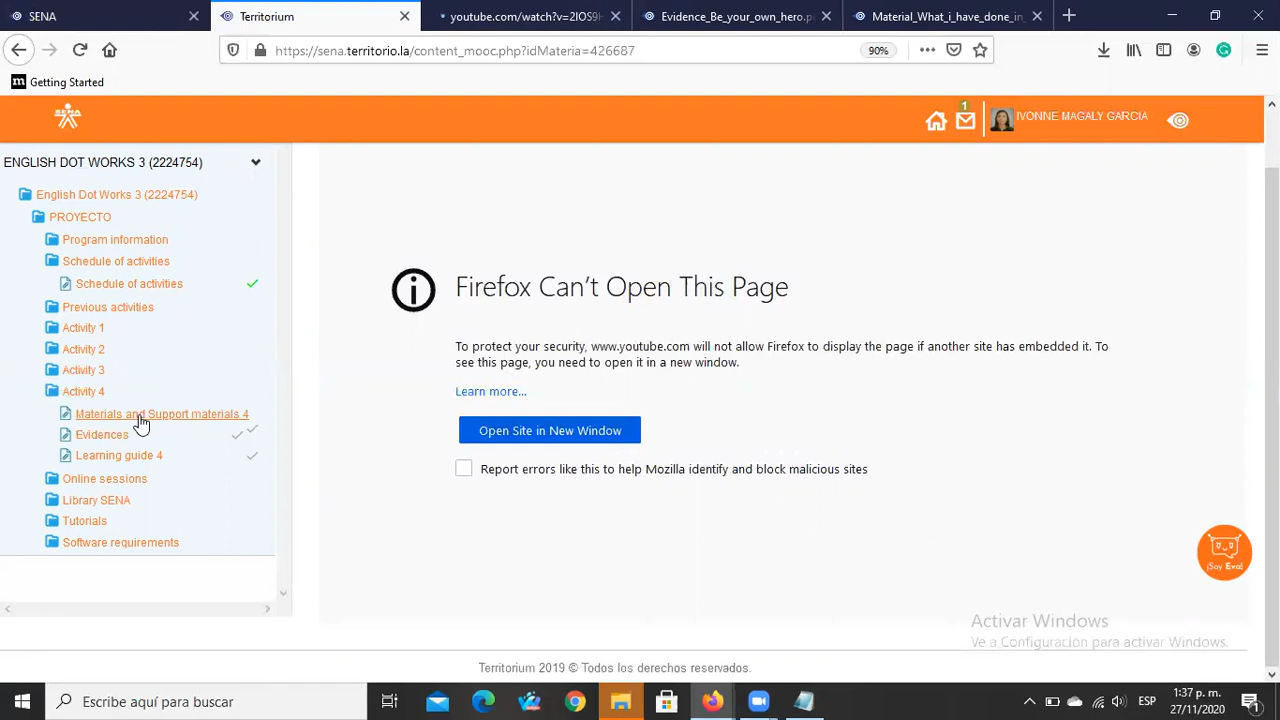 SENA
Territorium
youtube.com/watch?v=2IOS9H
Evidence_Be_your_own_hero.p
Material_What_i_have_done_in_
https://sena.territorio.la/content_mooc.php?idMateria=426687
90%
Getting Started
SENA
1
IVONNE MAGALY GARCIA
ENGLISH DOT WORKS 3 (2224754)
English Dot Works 3 (2224754)
PROYECTO
Program information
Schedule of activities
Schedule of activities
Previous activities
Activity 1
Activity 2
Activity 3
Activity 4
Materials and Support materials 4
Evidences
Learning guide 4
Online sessions
Library SENA
Tutorials
Software requirements
Firefox Can’t Open This Page
To protect your security, www.youtube.com will not allow Firefox to display the page if another site has embedded it. To
see this page, you need to open it in a new window.
Learn more...
Open Site in New Window
Report errors like this to help Mozilla identify and block malicious sites
¡Soy Eva!
Activar Windows
Ve a Configuración para activar Windows.
Territorium 2019 © Todos los derechos reservados.
Escribe aquí para buscar
ESP
1:37 p. m.
27/11/2020
1